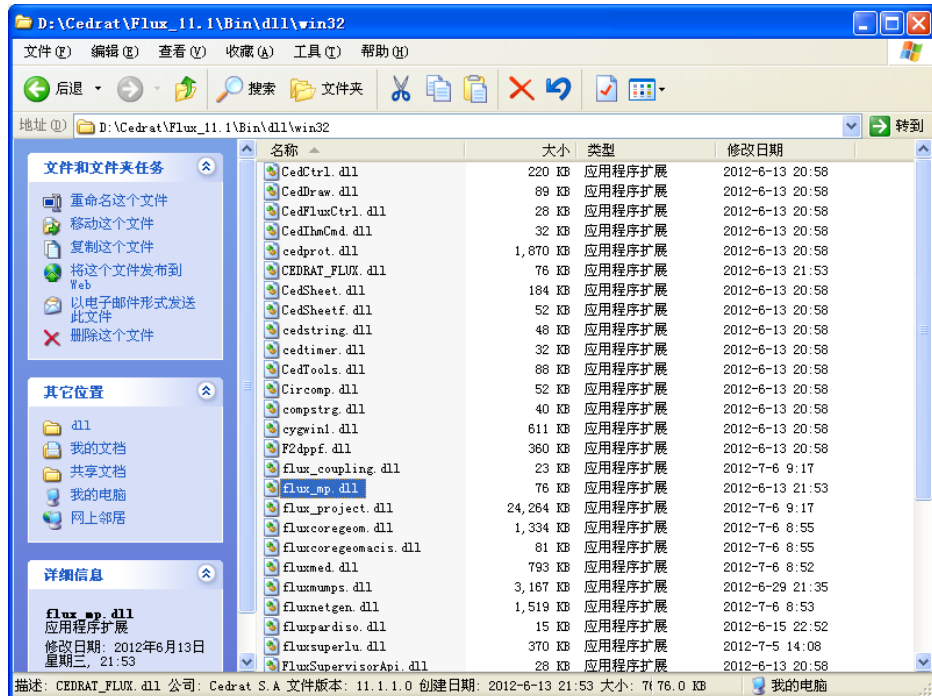 D:\Cedrat\Flux_11.1\Bin\dll\win32
文件(F) 编辑(E) 查看(V) 收藏(A) 工具(T) 帮助(H)
后退 搜索 文件夹
地址(D) D:\Cedrat\Flux_11.1\Bin\dll\win32 转到
文件和文件夹任务
重命名这个文件
移动这个文件
复制这个文件
将这个文件发布到
Web
以电子邮件形式发送
此文件
删除这个文件
其它位置
dll
我的文档
共享文档
我的电脑
网上邻居
详细信息
flux_mp.dll
应用程序扩展
修改日期: 2012年6月13日
星期三, 21:53
名称 大小 类型 修改日期
CedCtrl.dll 220 KB 应用程序扩展 2012-6-13 20:58
CedDraw.dll 89 KB 应用程序扩展 2012-6-13 20:58
CedFluxCtrl.dll 28 KB 应用程序扩展 2012-6-13 20:58
CedIhmCmd.dll 32 KB 应用程序扩展 2012-6-13 20:58
cedprot.dll 1,870 KB 应用程序扩展 2012-6-13 20:58
CEDRAT_FLUX.dll 76 KB 应用程序扩展 2012-6-13 21:53
CedSheet.dll 184 KB 应用程序扩展 2012-6-13 20:58
CedSheetf.dll 52 KB 应用程序扩展 2012-6-13 20:58
cedstring.dll 48 KB 应用程序扩展 2012-6-13 20:58
cedtimer.dll 32 KB 应用程序扩展 2012-6-13 20:58
CedTools.dll 88 KB 应用程序扩展 2012-6-13 20:58
Circomp.dll 52 KB 应用程序扩展 2012-6-13 20:58
compstrg.dll 40 KB 应用程序扩展 2012-6-13 20:58
cygwin1.dll 611 KB 应用程序扩展 2012-6-13 20:58
F2dppf.dll 360 KB 应用程序扩展 2012-6-13 20:58
flux_coupling.dll 23 KB 应用程序扩展 2012-7-6 9:17
flux_mp.dll 76 KB 应用程序扩展 2012-6-13 21:53
flux_project.dll 24,264 KB 应用程序扩展 2012-7-6 9:17
fluxcoregeom.dll 1,334 KB 应用程序扩展 2012-7-6 8:55
fluxcoregeomacis.dll 81 KB 应用程序扩展 2012-7-6 8:55
fluxmed.dll 793 KB 应用程序扩展 2012-7-6 8:52
fluxmumps.dll 3,167 KB 应用程序扩展 2012-6-29 21:35
fluxnetgen.dll 1,519 KB 应用程序扩展 2012-7-6 8:53
fluxpardiso.dll 15 KB 应用程序扩展 2012-6-15 22:52
fluxsuperlu.dll 370 KB 应用程序扩展 2012-7-5 14:08
FluxSupervisorApi.dll 28 KB 应用程序扩展 2012-6-13 20:58
描述: CEDRAT_FLUX.dll 公司: Cedrat S.A 文件版本: 11.1.1.0 创建日期: 2012-6-13 21:53 大小: 7 76.0 KB 我的电脑